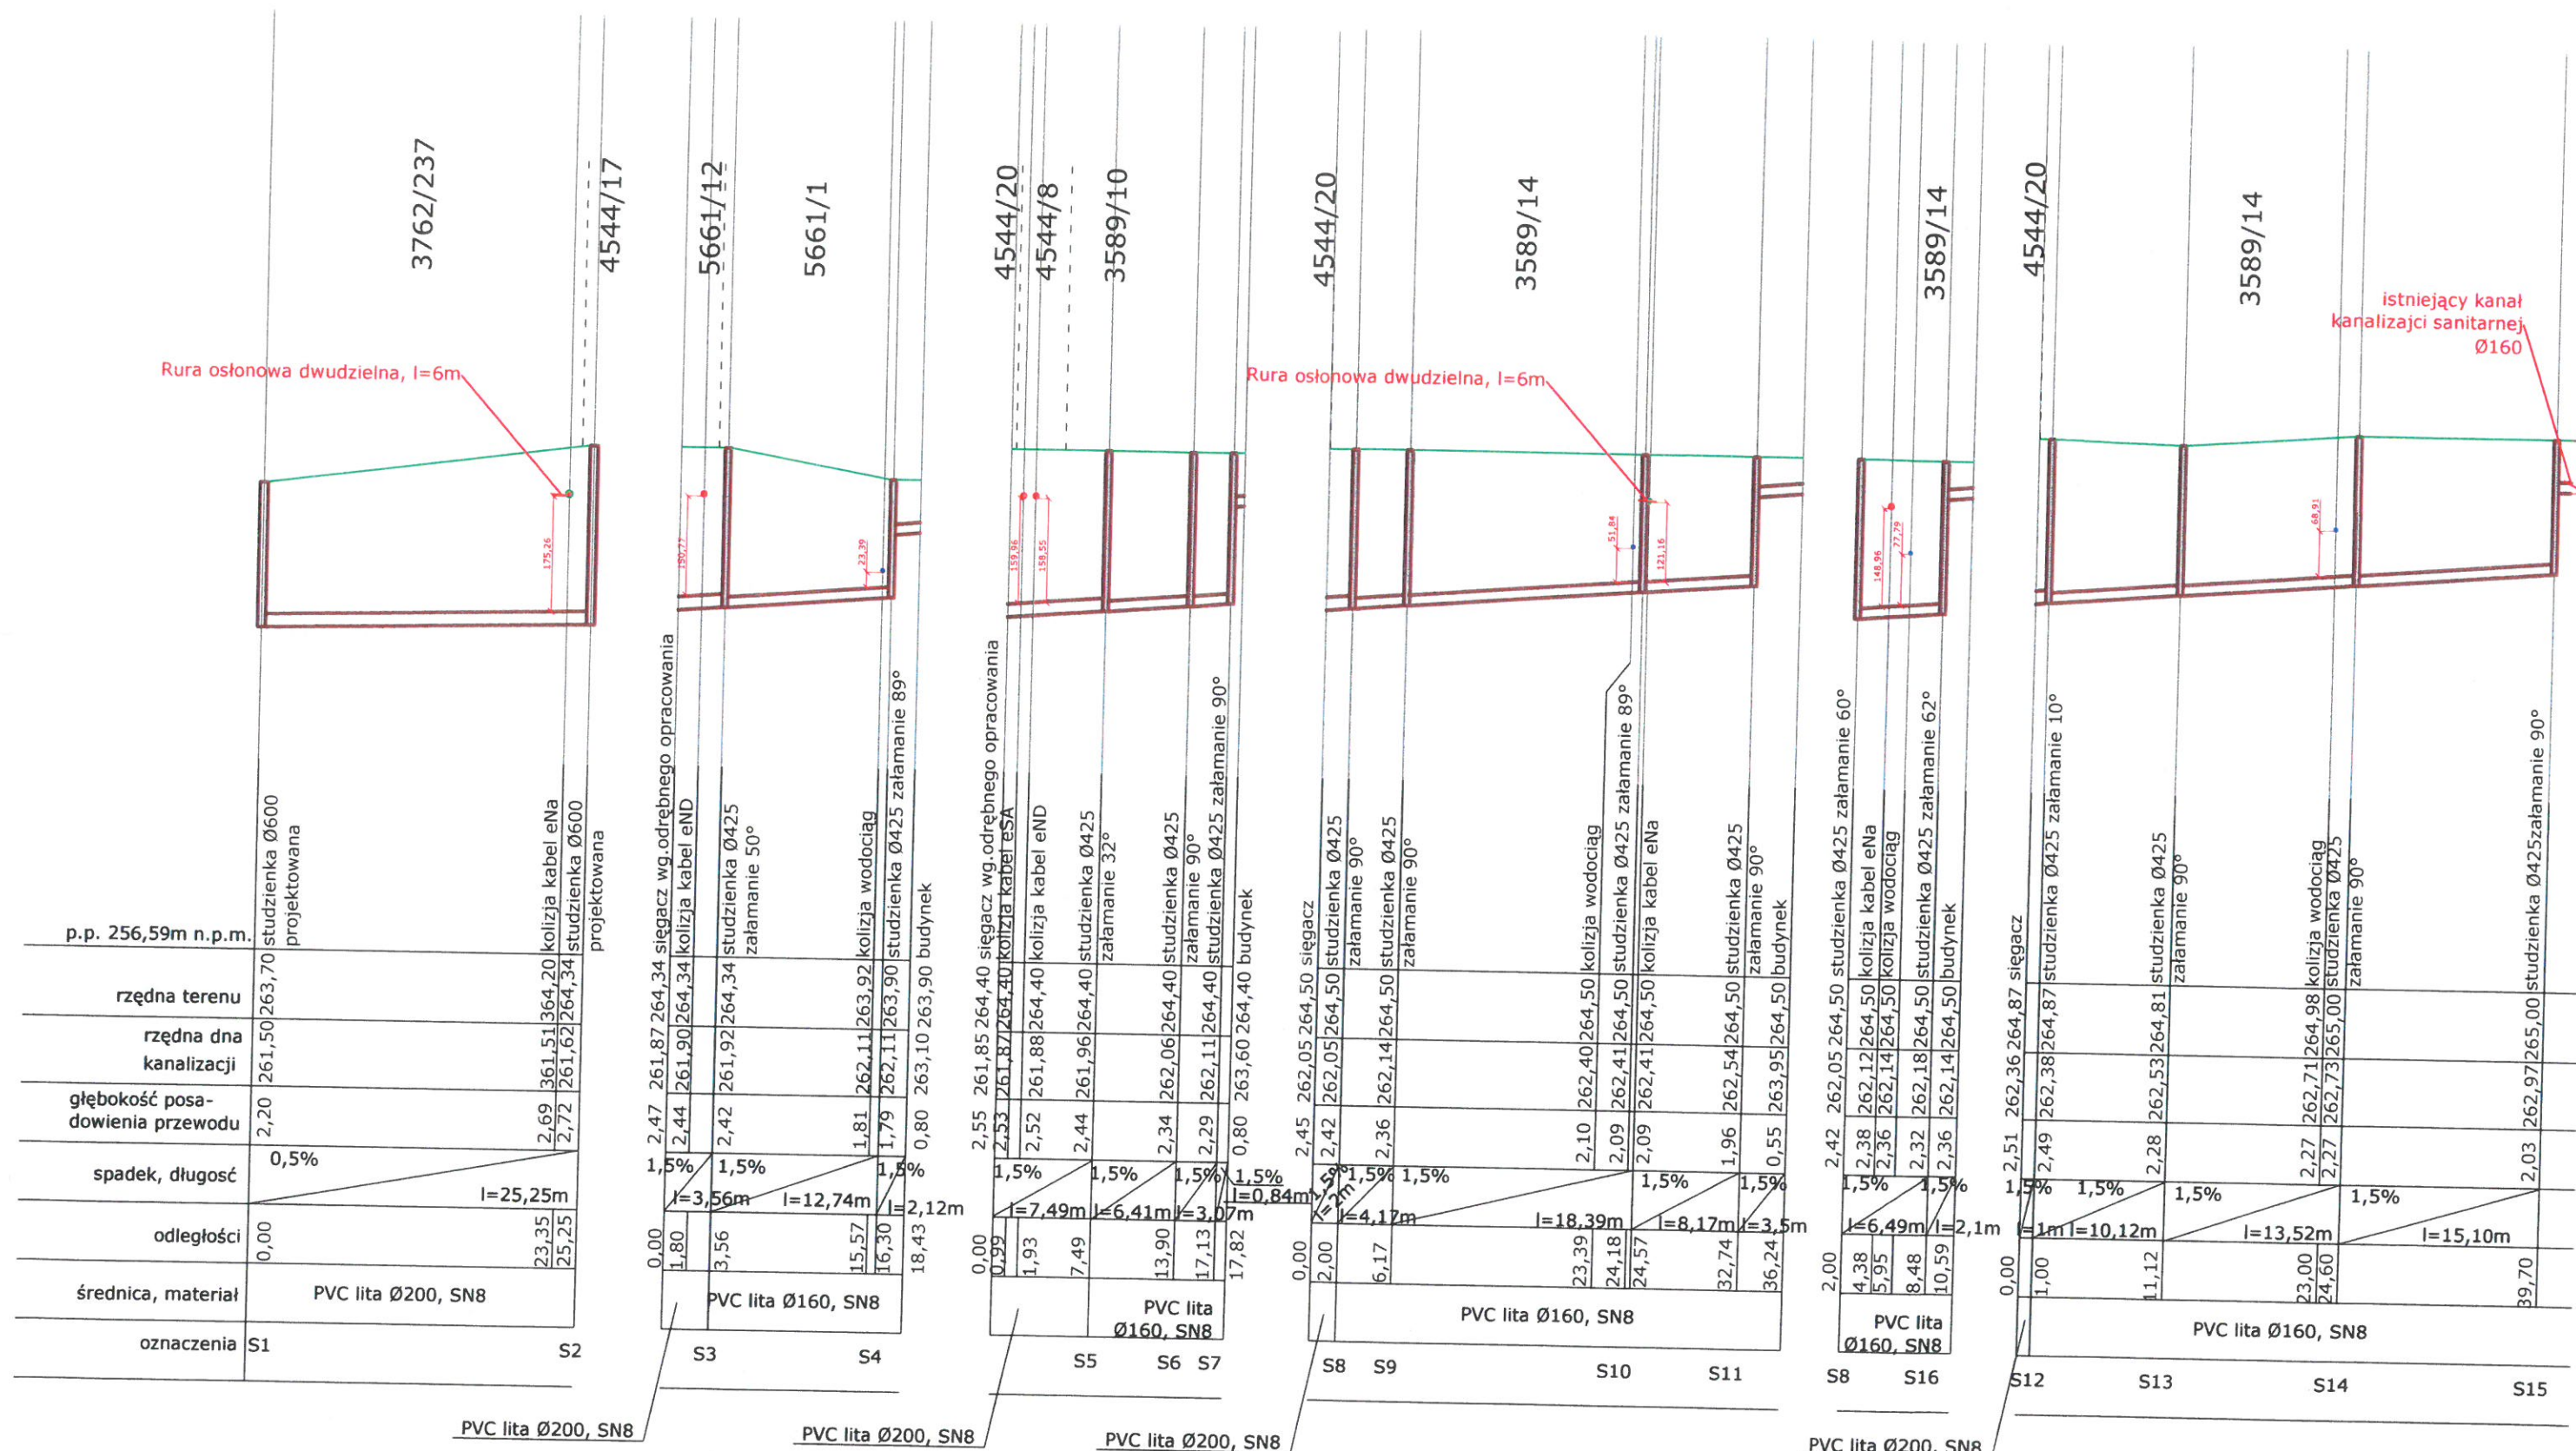 3762/237
4544/17
5661/12
5661/1
4544/20
4544/8
3589/10
4544/20
3589/14
3589/14
4544/20
3589/14
istniejący kanał
kanalizajci sanitarnej
Ø160
Rura osłonowa dwudzielna, l=6m
Rura osłonowa dwudzielna, l=6m
175,26
23,39
159,96
158,55
51,84
121,16
148,96
77,79
68,91
studzienka Ø600
projektowana
kolizja kabel eNa
studzienka Ø600
projektowana
sięgacz wg.odrębnego opracowania
kolizja kabel eND
studzienka Ø425
załamanie 50°
kolizja wodociąg
studzienka Ø425 załamanie 89°
budynek
sięgacz wg.odrębnego opracowania
kolizja kabel eSA
kolizja kabel eND
studzienka Ø425
załamanie 32°
studzienka Ø425
załamanie 90°
studzienka Ø425 załamanie 90°
budynek
sięgacz
studzienka Ø425
załamanie 90°
studzienka Ø425
załamanie 90°
kolizja wodociąg
studzienka Ø425 załamanie 89°
kolizja kabel eNa
studzienka Ø425
załamanie 90°
budynek
studzienka Ø425 załamanie 60°
kolizja kabel eNa
kolizja wodociąg
studzienka Ø425 załamanie 62°
budynek
sięgacz
studzienka Ø425 załamanie 10°
studzienka Ø425
załamanie 90°
kolizja wodociąg
studzienka Ø425
załamanie 90°
studzienka Ø425załamanie 90°
p.p. 256,59m n.p.m.
rzędna terenu
263,70 364,20 264,34
264,34 264,34 264,34 263,92 263,90 263,90
264,40 264,40 264,40 264,40 264,40 264,40 264,40
264,50 264,50 264,50 264,50 264,50 264,50 264,50 264,50
264,50 264,50 264,50 264,50 264,50
264,87 264,87 264,81 264,98 265,00 265,00
rzędna dna
kanalizacji
261,50 361,51 261,62
261,87 261,90 261,92 262,11 262,11 263,10
261,85 261,87 261,88 261,96 262,06 262,11 263,60
262,05 262,05 262,14 262,40 262,41 262,41 262,54 263,95
262,05 262,12 262,14 262,18 262,14
262,36 262,38 262,53 262,71 262,73 262,97
głębokość posa-
dowienia przewodu
2,20 2,69 2,72
2,47 2,44 2,42 1,81 1,79 0,80
2,55 2,53 2,52 2,44 2,34 2,29 0,80
2,45 2,42 2,36 2,10 2,09 2,09 1,96 0,55
2,42 2,38 2,36 2,32 2,36
2,51 2,49 2,28 2,27 2,27 2,03
spadek, długosć
0,5%
l=25,25m
1,5% 1,5% 1,5%
l=3,56m l=12,74m l=2,12m
1,5% 1,5% 1,5% 1,5%
l=7,49m l=6,41m l=3,07m l=0,84m
1,5% 1,5% 1,5% 1,5% 1,5%
l=2m l=4,17m l=18,39m l=8,17m l=3,5m
1,5% 1,5%
l=6,49m l=2,1m
1,5% 1,5% 1,5% 1,5%
l=1m l=10,12m l=13,52m l=15,10m
odległości
0,00 23,35 25,25
0,00 1,80 3,56 15,57 16,30 18,43
0,00 0,99 1,93 7,49 13,90 17,13 17,82
0,00 2,00 6,17 23,39 24,18 24,57 32,74 36,24
2,00 4,38 5,95 8,48 10,59
0,00 1,00 11,12 23,00 24,60 39,70
średnica, materiał
PVC lita Ø200, SN8
PVC lita Ø160, SN8
PVC lita
Ø160, SN8
PVC lita Ø160, SN8
PVC lita
Ø160, SN8
PVC lita Ø160, SN8
oznaczenia
S1 S2 S3 S4 S5 S6 S7 S8 S9 S10 S11 S8 S16 S12 S13 S14 S15
PVC lita Ø200, SN8
PVC lita Ø200, SN8
PVC lita Ø200, SN8
PVC lita Ø200, SN8